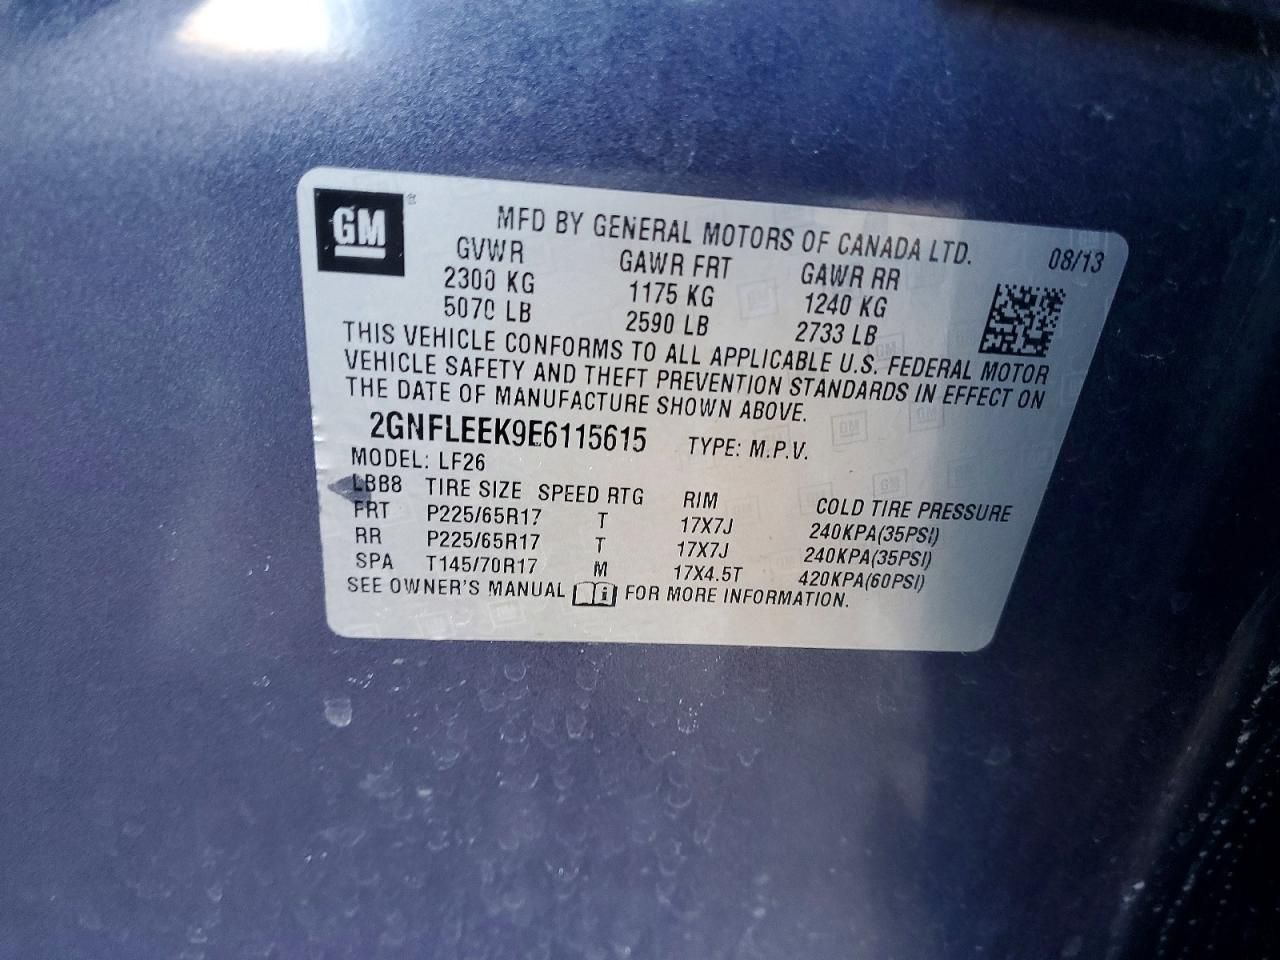 GM®
MFD BY GENERAL MOTORS OF CANADA LTD.
08/13
GVWR GAWR FRT GAWR RR
2300 KG 1175 KG 1240 KG
5070 LB 2590 LB 2733 LB
THIS VEHICLE CONFORMS TO ALL APPLICABLE U.S. FEDERAL MOTOR
VEHICLE SAFETY AND THEFT PREVENTION STANDARDS IN EFFECT ON
THE DATE OF MANUFACTURE SHOWN ABOVE.
2GNFLEEK9E6115615 TYPE: M.P.V.
MODEL: LF26
LBB8 TIRE SIZE SPEED RTG RIM COLD TIRE PRESSURE
FRT P225/65R17 T 17X7J 240KPA(35PSI)
RR P225/65R17 T 17X7J 240KPA(35PSI)
SPA T145/70R17 M 17X4.5T 420KPA(60PSI)
SEE OWNER'S MANUAL i FOR MORE INFORMATION.